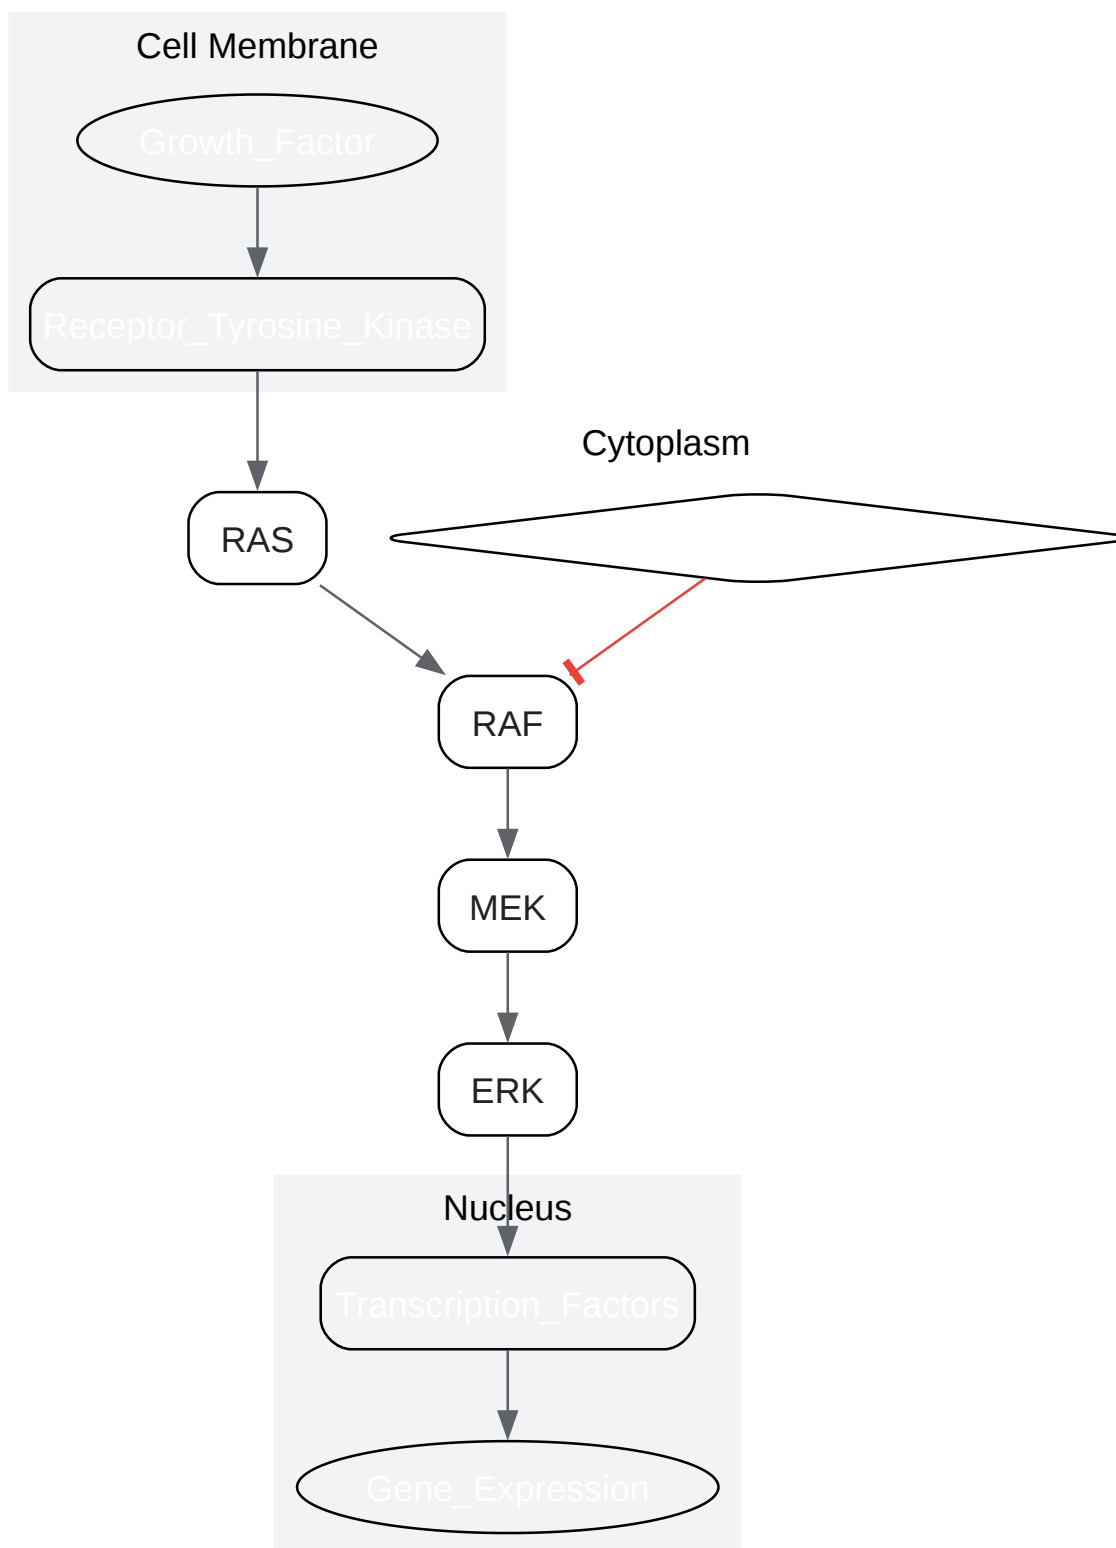 Cell Membrane
Growth_Factor
Receptor_Tyrosine_Kinase
Cytoplasm
RAS
RAF
MEK
ERK
Nucleus
Transcription_Factors
Gene_Expression